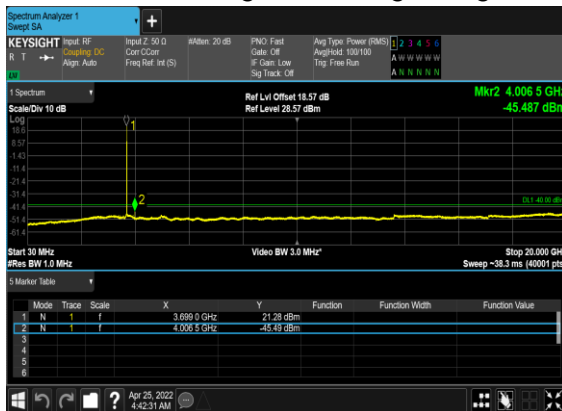 Spectrum Analyzer 1
Swept SA
+
KEYSIGHT Input: RF Input Z: 50 Ω #Atten: 20 dB PNO: Fast Avg Type: Power (RMS) 1 2 3 4 5 6
R T Coupling: DC Corr CCorr Gate: Off Avg|Hold: 100/100 A W W W W W
Align: Auto Freq Ref: Int (S) IF Gain: Low Trig: Free Run A N N N N N
Sig Track: Off
1 Spectrum Ref Lvl Offset 18.57 dB Mkr2 4.006 5 GHz
Scale/Div 10 dB Ref Level 28.57 dBm -45.487 dBm
Log
18.6
8.57
-1.43
-11.4
-21.4
-31.4
-41.4
-51.4
-61.4
1
2
DL1 -40.00 dBm
Start 30 MHz Video BW 3.0 MHz* Stop 20.000 GHz
#Res BW 1.0 MHz Sweep ~38.3 ms (40001 pts)
5 Marker Table
Mode Trace Scale X Y Function Function Width Function Value
1 N 1 f 3.699 0 GHz 21.28 dBm
2 N 1 f 4.006 5 GHz -45.49 dBm
3
4
5
6
? Apr 25, 2022
4:42:31 AM